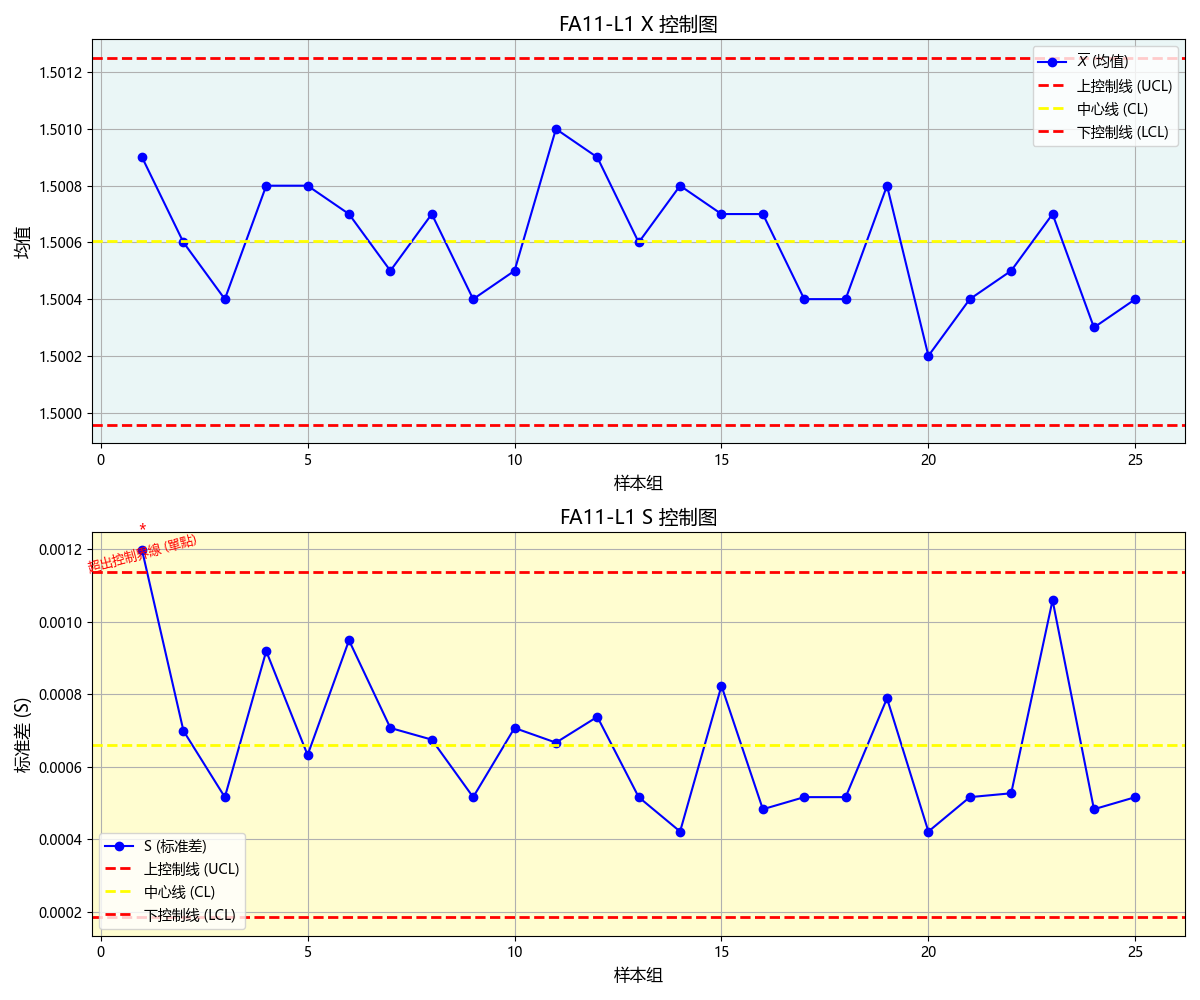 FA11-L1 X 控制图
均值
1.5012
1.5010
1.5008
1.5006
1.5004
1.5002
1.5000
X (均值)
上控制线 (UCL)
中心线 (CL)
下控制线 (LCL)
0 5 10 15 20 25
样本组
FA11-L1 S 控制图
*
超出控制界線 (單點)
标准差 (S)
0.0012
0.0010
0.0008
0.0006
0.0004
0.0002
S (标准差)
上控制线 (UCL)
中心线 (CL)
下控制线 (LCL)
0 5 10 15 20 25
样本组